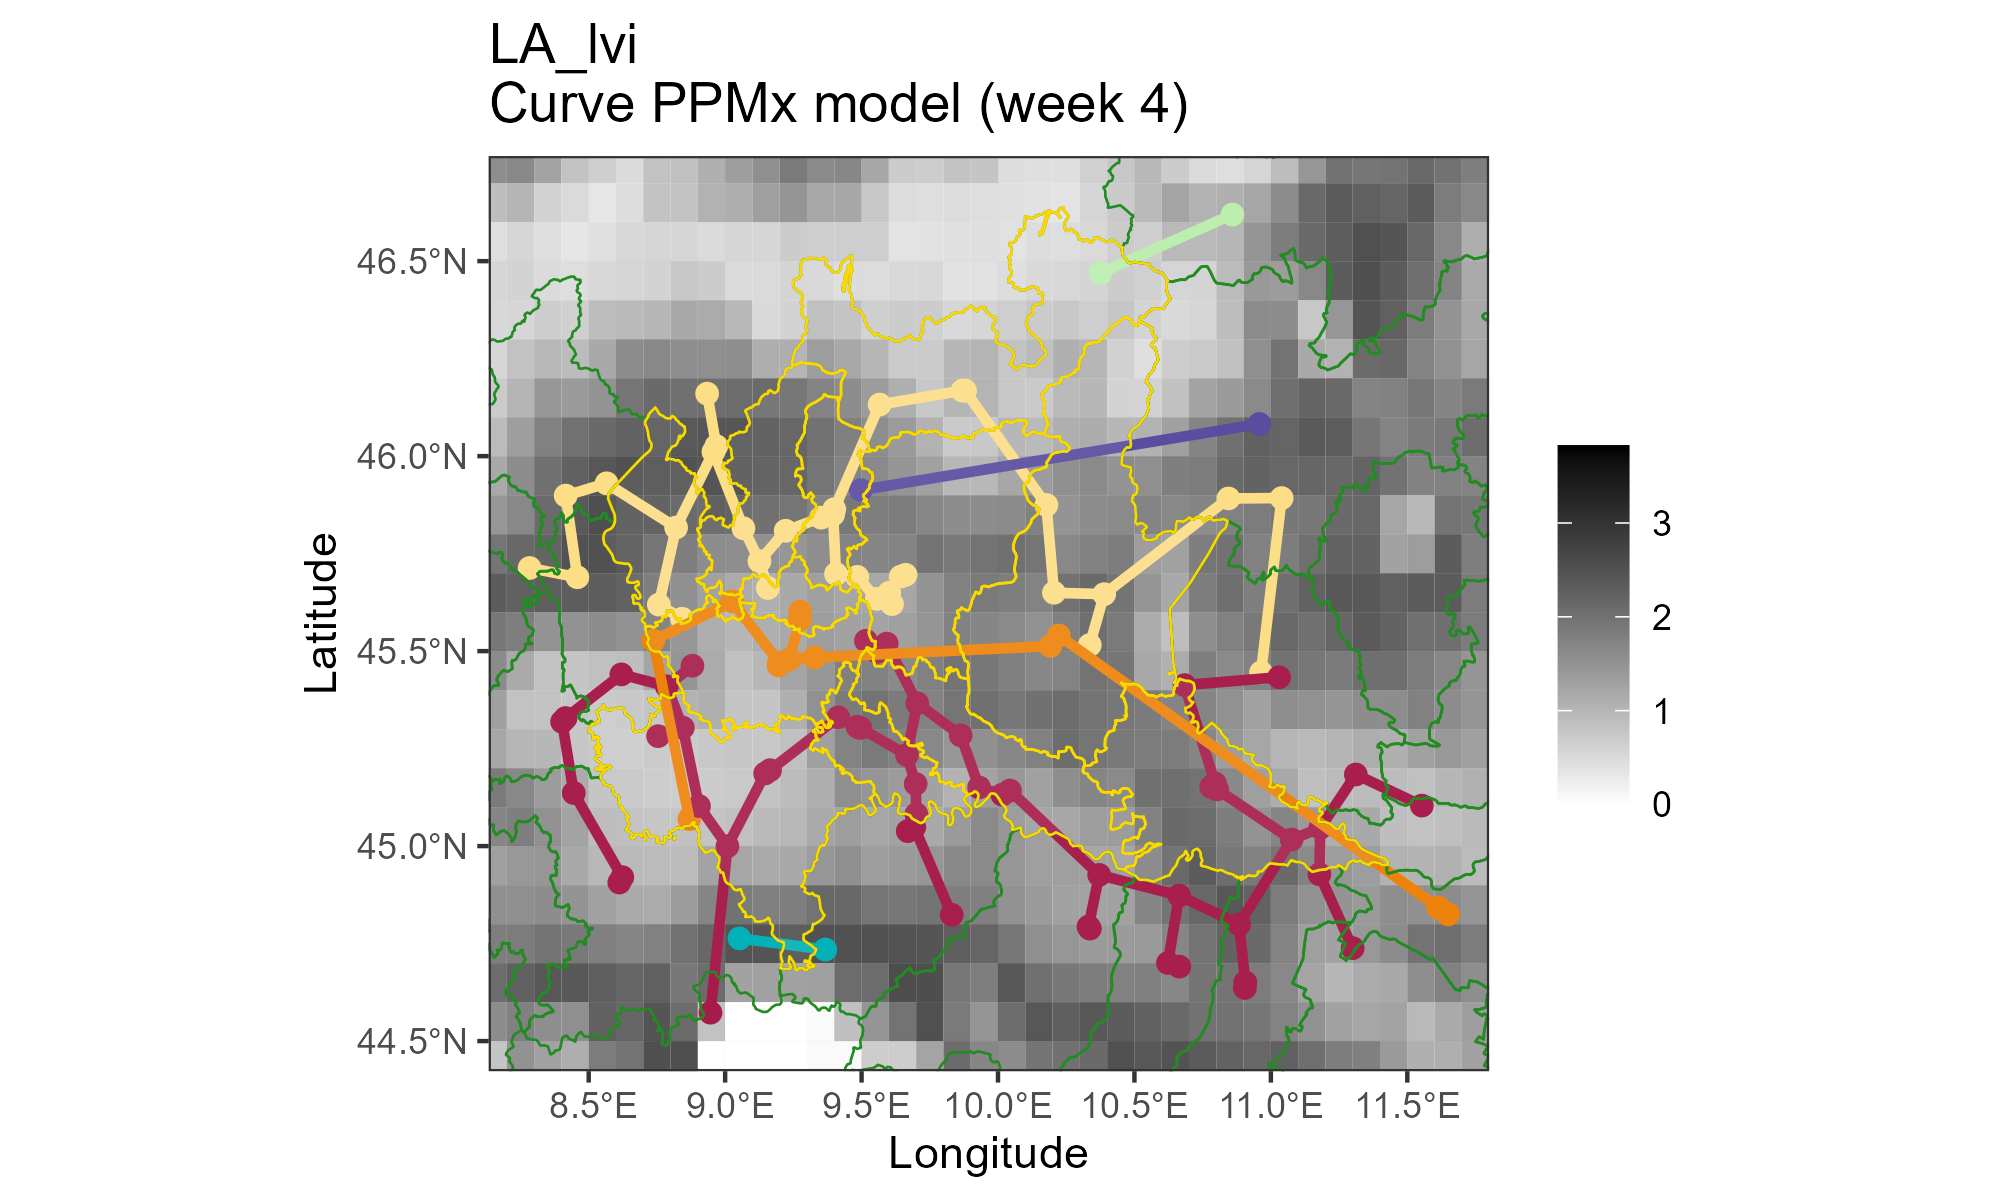 LA_lvi
Curve PPMx model (week 4)
46.5°N
46.0°N
45.5°N
45.0°N
44.5°N
Latitude
8.5°E 9.0°E 9.5°E 10.0°E 10.5°E 11.0°E 11.5°E
Longitude
3
2
1
0